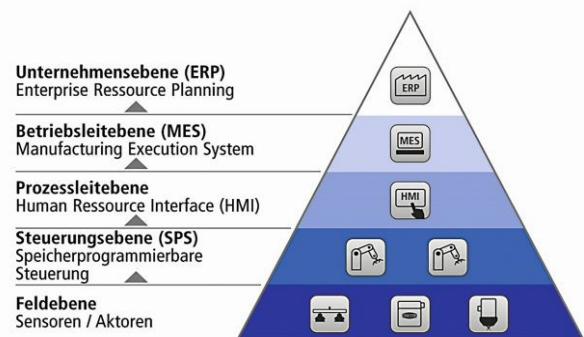 Unternehmensebene (ERP)
Enterprise Ressource Planning
ERP
Betriebsleitebene (MES)
Manufacturing Execution System
MES
Prozessleitebene
Human Ressource Interface (HMI)
HMI
Steuerungsebene (SPS)
Speicherprogrammierbare
Steuerung
Feldebene
Sensoren / Aktoren